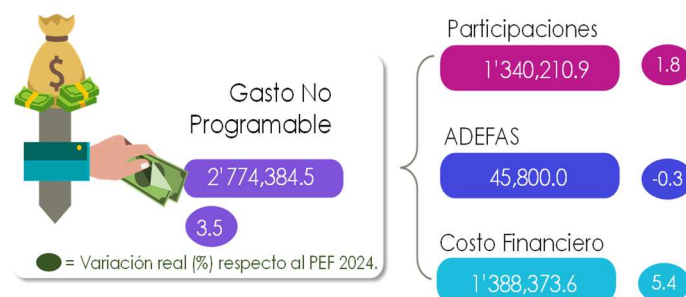 $
Gasto No
Programable
2'774,384.5
3.5
= Variación real (%) respecto al PEF 2024.
Participaciones
1'340,210.9
1.8
ADEFAS
45,800.0
-0.3
Costo Financiero
1'388,373.6
5.4